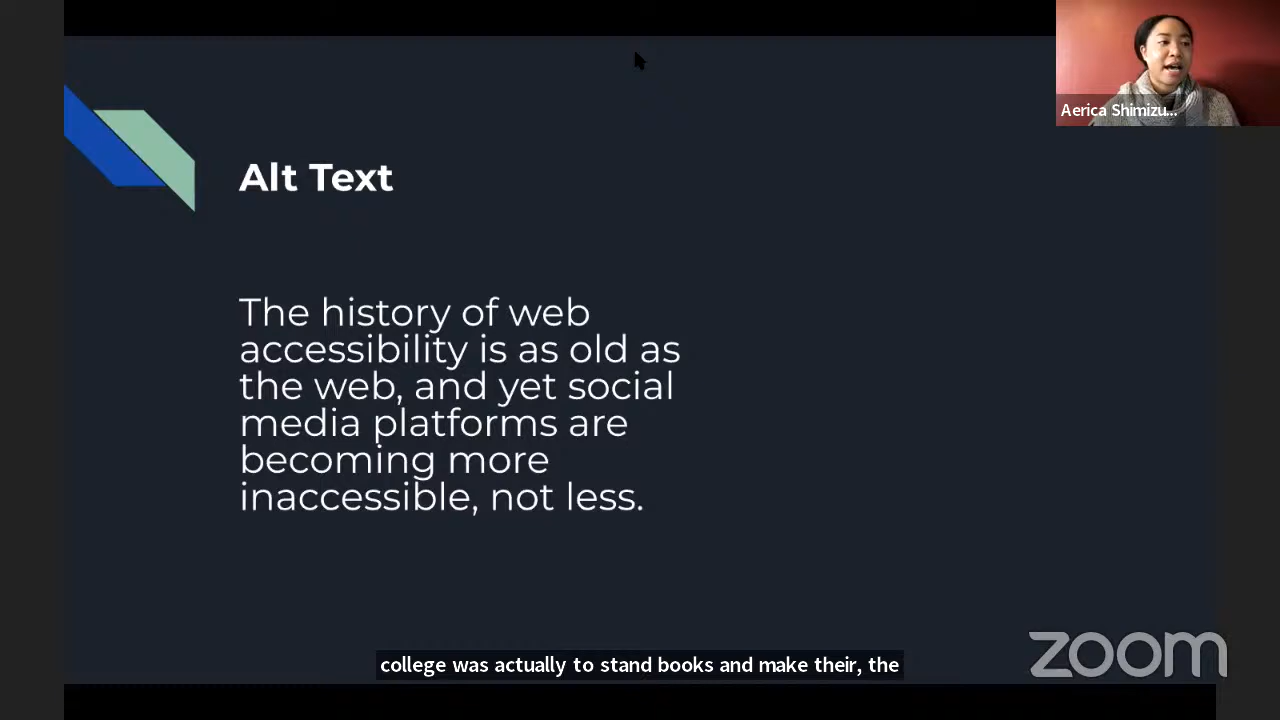 Aerica Shimizu...
Alt Text
The history of web
accessibility is as old as
the web, and yet social
media platforms are
becoming more
inaccessible, not less.
college was actually to stand books and make their, the
zoom